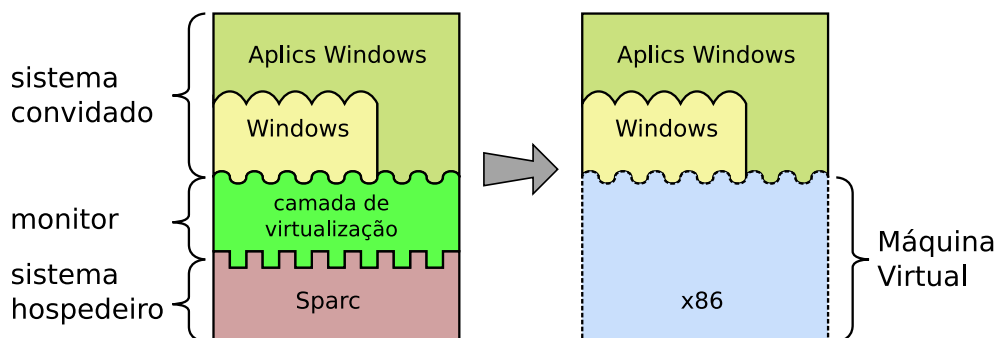 sistema
convidado
monitor
sistema
hospedeiro
Aplics Windows
Windows
camada de
virtualização
Sparc
Aplics Windows
Windows
x86
Máquina
Virtual